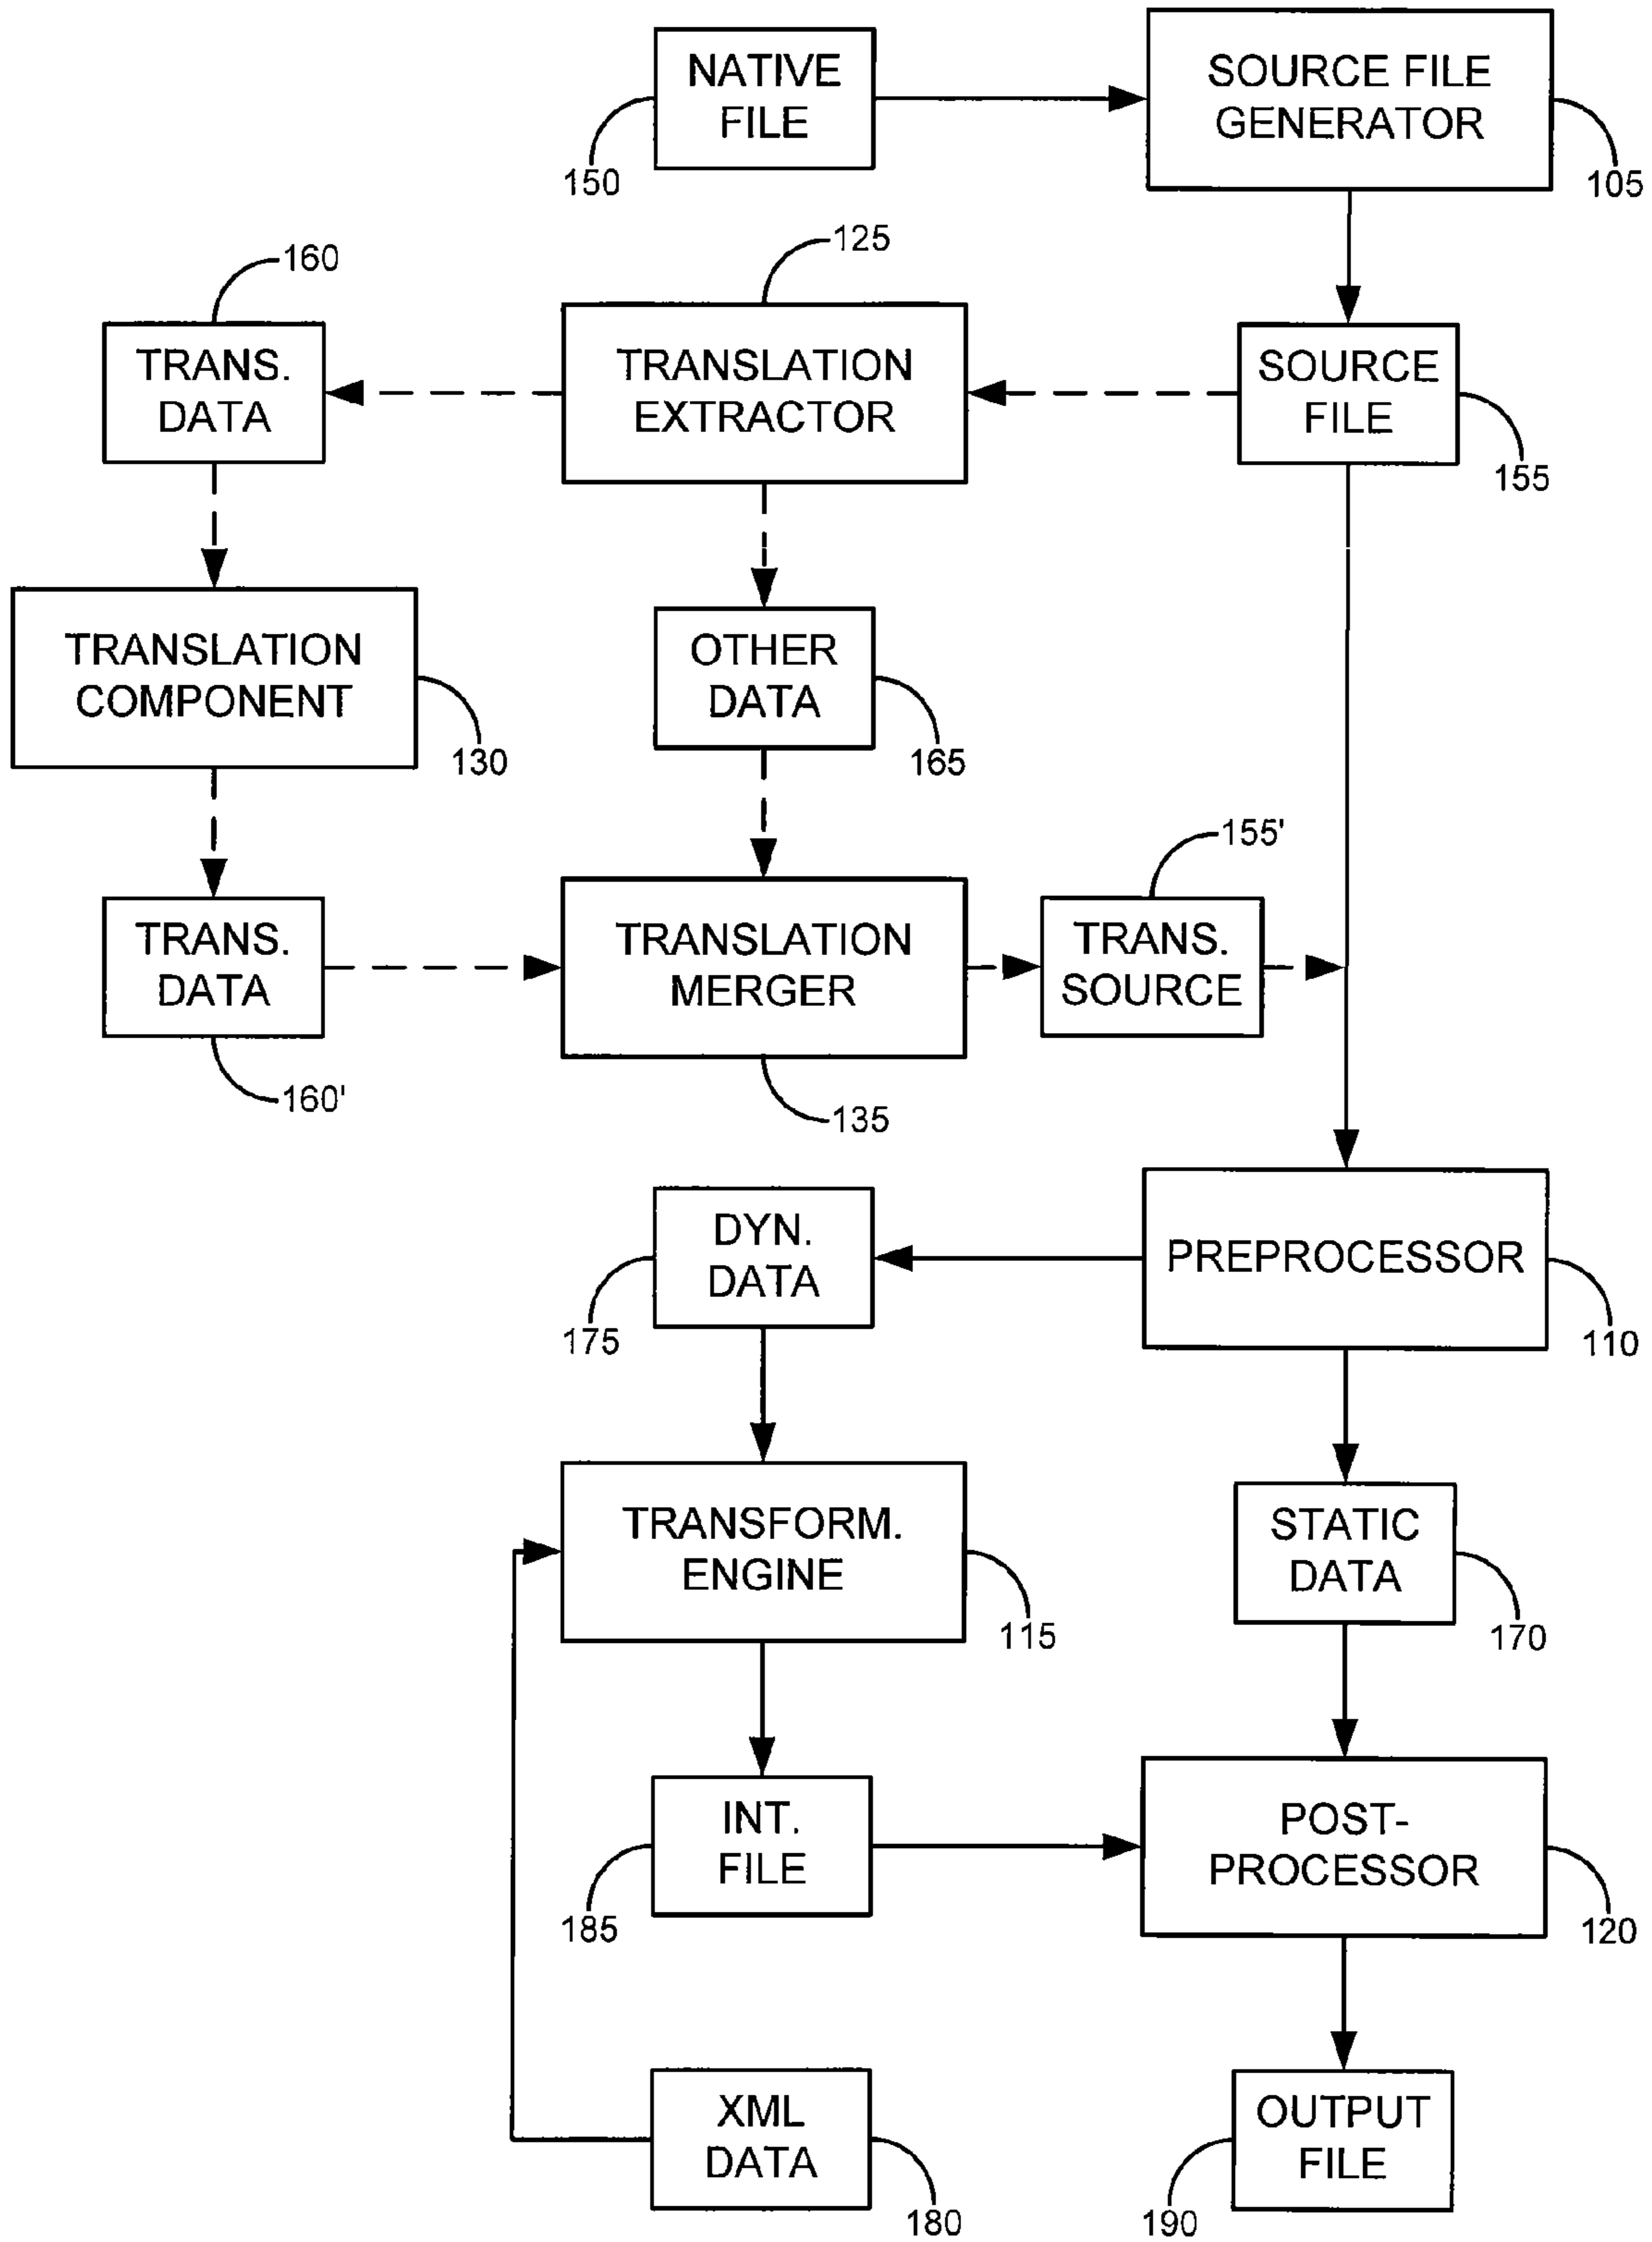 NATIVE
FILE
150
SOURCE FILE
GENERATOR
105
160
125
TRANS.
DATA
TRANSLATION
EXTRACTOR
SOURCE
FILE
155
TRANSLATION
COMPONENT
130
OTHER
DATA
165
155'
TRANS.
DATA
160'
TRANSLATION
MERGER
135
TRANS.
SOURCE
DYN.
DATA
175
PREPROCESSOR
110
TRANSFORM.
ENGINE
115
STATIC
DATA
170
INT.
FILE
185
POST-
PROCESSOR
120
XML
DATA
180
OUTPUT
FILE
190